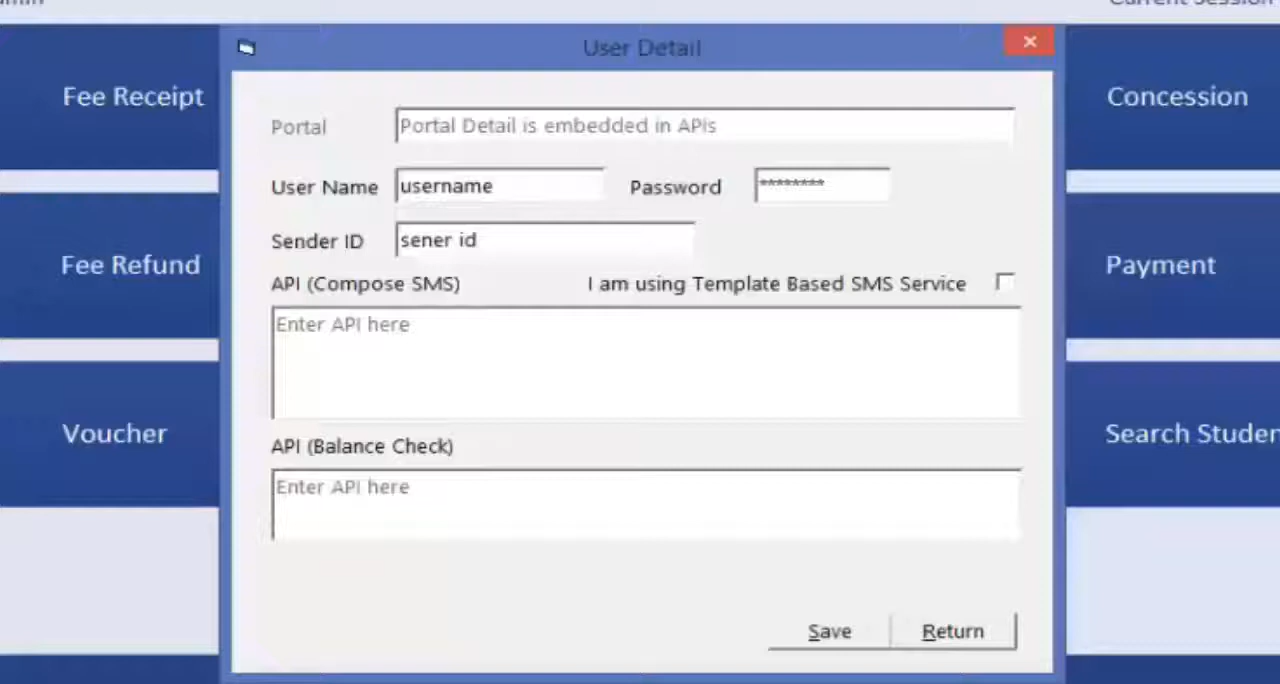 User Detail
Fee Receipt
Concession
Portal
Portal Detail is embedded in APIs
User Name
username
Password
********
Sender ID
sener id
Fee Refund
Payment
API (Compose SMS)
I am using Template Based SMS Service
Enter API here
Voucher
Search Studen
API (Balance Check)
Enter API here
Save
Return